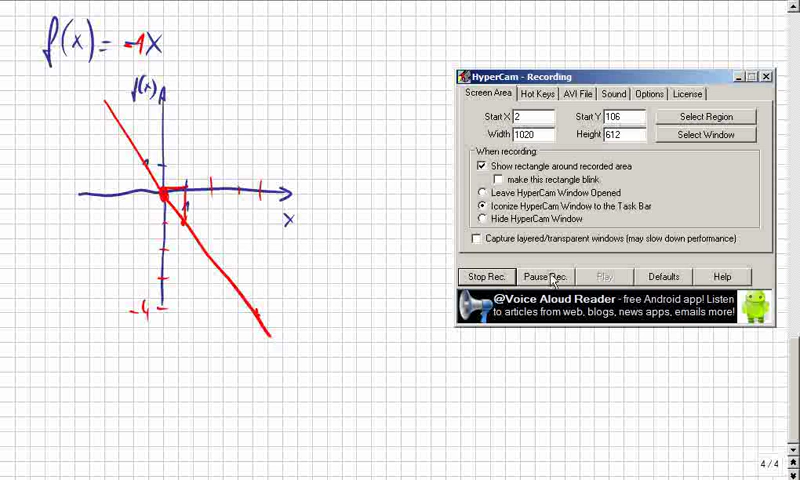 f(x) = -1x
f(x)
1
1
x
-4
HyperCam - Recording
Screen Area Hot Keys AVI File Sound Options License
Start X 2 Start Y 106 Select Region
Width 1020 Height 612 Select Window
When recording:
Show rectangle around recorded area
make this rectangle blink
Leave HyperCam Window Opened
Iconize HyperCam Window to the Task Bar
Hide HyperCam Window
Capture layered/transparent windows (may slow down performance)
Stop Rec. Pause Rec. Play Defaults Help
@Voice Aloud Reader - free Android app! Listen
to articles from web, blogs, news apps, emails more!
4/4